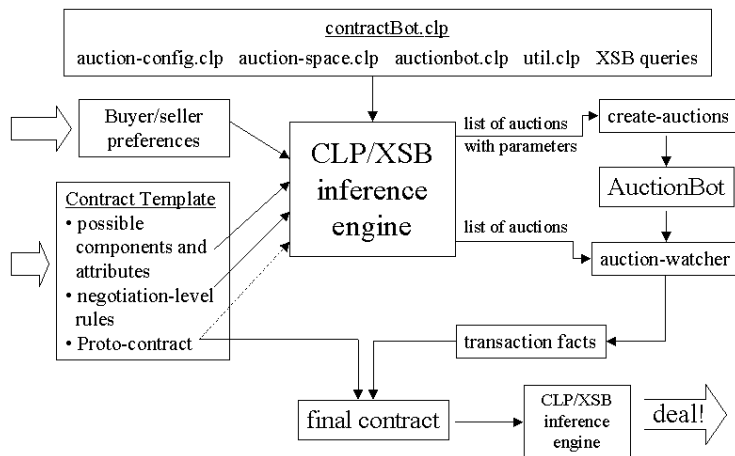 contractBot.clp
auction-config.clp auction-space.clp auctionbot.clp util.clp XSB queries
Buyer/seller
preferences
Contract Template
• possible
components and
attributes
• negotiation-level
rules
• Proto-contract
CLP/XSB
inference
engine
list of auctions
with parameters
list of auctions
create-auctions
AuctionBot
auction-watcher
transaction facts
final contract
CLP/XSB
inference
engine
deal!